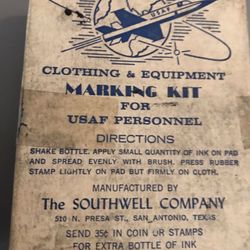 USAF
CLOTHING & EQUIPMENT
MARKING KIT
FOR
USAF PERSONNEL
DIRECTIONS
SHAKE BOTTLE. APPLY SMALL QUANTITY OF INK ON PAD
AND SPREAD EVENLY WITH BRUSH. PRESS RUBBER
STAMP LIGHTLY ON PAD BUT FIRMLY ON CLOTH.
MANUFACTURED BY
The SOUTHWELL COMPANY
510 N. PRESA ST., SAN ANTONIO, TEXAS
SEND 35¢ IN COIN OR STAMPS
FOR EXTRA BOTTLE OF INK